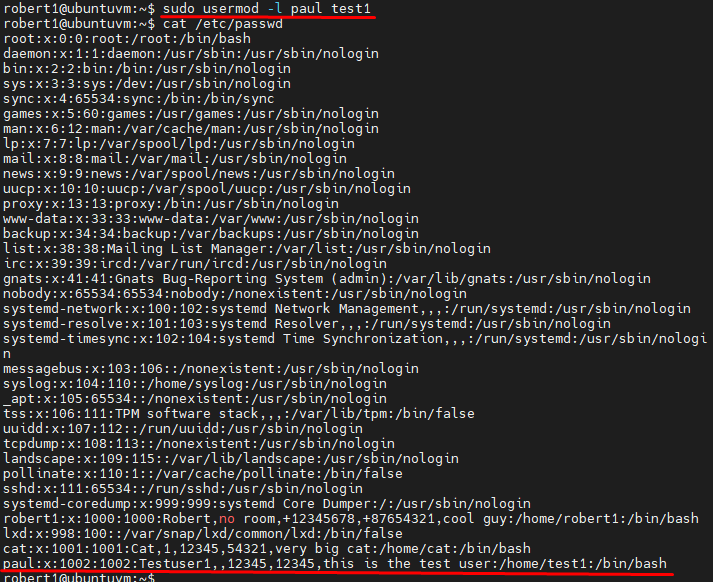 robert1@ubuntuvm:~$ sudo usermod -l paul test1
robert1@ubuntuvm:~$ cat /etc/passwd
root:x:0:0:root:/root:/bin/bash
daemon:x:1:1:daemon:/usr/sbin:/usr/sbin/nologin
bin:x:2:2:bin:/bin:/usr/sbin/nologin
sys:x:3:3:sys:/dev:/usr/sbin/nologin
sync:x:4:65534:sync:/bin:/bin/sync
games:x:5:60:games:/usr/games:/usr/sbin/nologin
man:x:6:12:man:/var/cache/man:/usr/sbin/nologin
lp:x:7:7:lp:/var/spool/lpd:/usr/sbin/nologin
mail:x:8:8:mail:/var/mail:/usr/sbin/nologin
news:x:9:9:news:/var/spool/news:/usr/sbin/nologin
uucp:x:10:10:uucp:/var/spool/uucp:/usr/sbin/nologin
proxy:x:13:13:proxy:/bin:/usr/sbin/nologin
www-data:x:33:33:www-data:/var/www:/usr/sbin/nologin
backup:x:34:34:backup:/var/backups:/usr/sbin/nologin
list:x:38:38:Mailing List Manager:/var/list:/usr/sbin/nologin
irc:x:39:39:ircd:/var/run/ircd:/usr/sbin/nologin
gnats:x:41:41:Gnats Bug-Reporting System (admin):/var/lib/gnats:/usr/sbin/nologin
nobody:x:65534:65534:nobody:/nonexistent:/usr/sbin/nologin
systemd-network:x:100:102:systemd Network Management,,,:/run/systemd:/usr/sbin/nologin
systemd-resolve:x:101:103:systemd Resolver,,,:/run/systemd:/usr/sbin/nologin
systemd-timesync:x:102:104:systemd Time Synchronization,,,:/run/systemd:/usr/sbin/nologi
n
messagebus:x:103:106::/nonexistent:/usr/sbin/nologin
syslog:x:104:110::/home/syslog:/usr/sbin/nologin
_apt:x:105:65534::/nonexistent:/usr/sbin/nologin
tss:x:106:111:TPM software stack,,,:/var/lib/tpm:/bin/false
uuidd:x:107:112::/run/uuidd:/usr/sbin/nologin
tcpdump:x:108:113::/nonexistent:/usr/sbin/nologin
landscape:x:109:115::/var/lib/landscape:/usr/sbin/nologin
pollinate:x:110:1::/var/cache/pollinate:/bin/false
sshd:x:111:65534::/run/sshd:/usr/sbin/nologin
systemd-coredump:x:999:999:systemd Core Dumper:/:/usr/sbin/nologin
robert1:x:1000:1000:Robert,no room,+12345678,+87654321,cool guy:/home/robert1:/bin/bash
lxd:x:998:100::/var/snap/lxd/common/lxd:/bin/false
cat:x:1001:1001:Cat,1,12345,54321,very big cat:/home/cat:/bin/bash
paul:x:1002:1002:Testuser1,,12345,12345,this is the test user:/home/test1:/bin/bash
robert1@ubuntuvm:~$